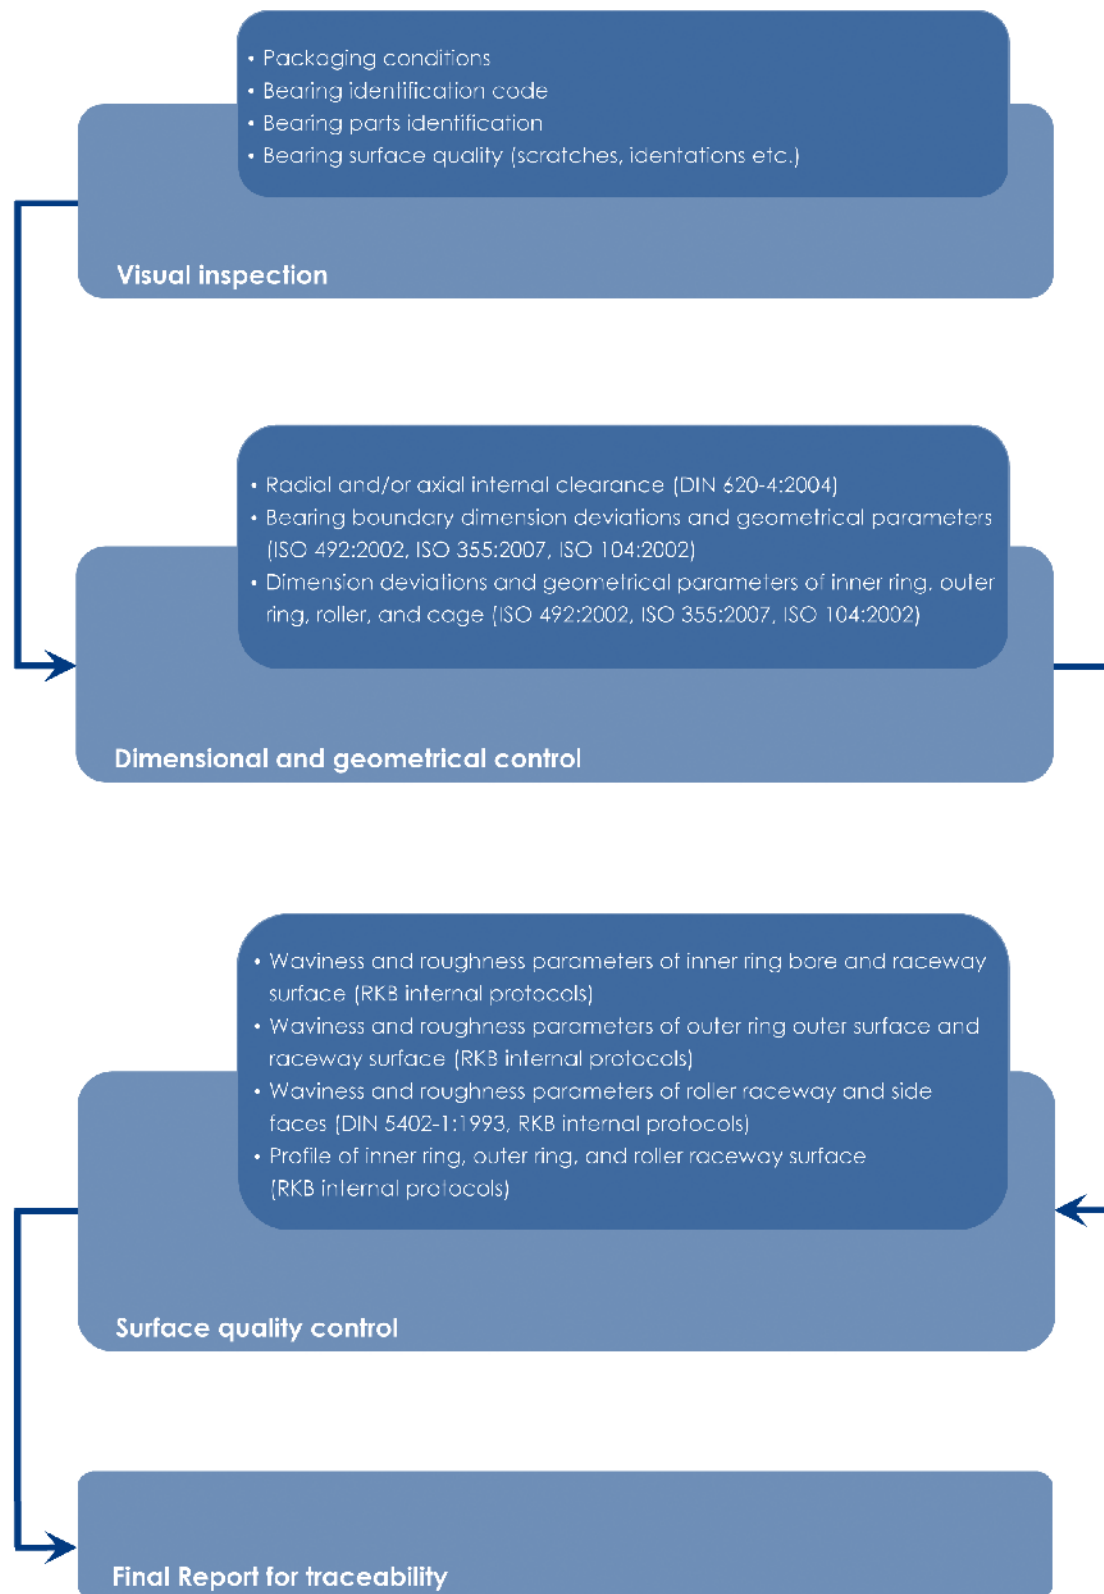 • Packaging conditions
• Bearing identification code
• Bearing parts identification
• Bearing surface quality (scratches, identations etc.)
Visual inspection
• Radial and/or axial internal clearance (DIN 620-4:2004)
• Bearing boundary dimension deviations and geometrical parameters
(ISO 492:2002, ISO 355:2007, ISO 104:2002)
• Dimension deviations and geometrical parameters of inner ring, outer
ring, roller, and cage (ISO 492:2002, ISO 355:2007, ISO 104:2002)
Dimensional and geometrical control
• Waviness and roughness parameters of inner ring bore and raceway
surface (RKB internal protocols)
• Waviness and roughness parameters of outer ring outer surface and
raceway surface (RKB internal protocols)
• Waviness and roughness parameters of roller raceway and side
faces (DIN 5402-1:1993, RKB internal protocols)
• Profile of inner ring, outer ring, and roller raceway surface
(RKB internal protocols)
Surface quality control
Final Report for traceability